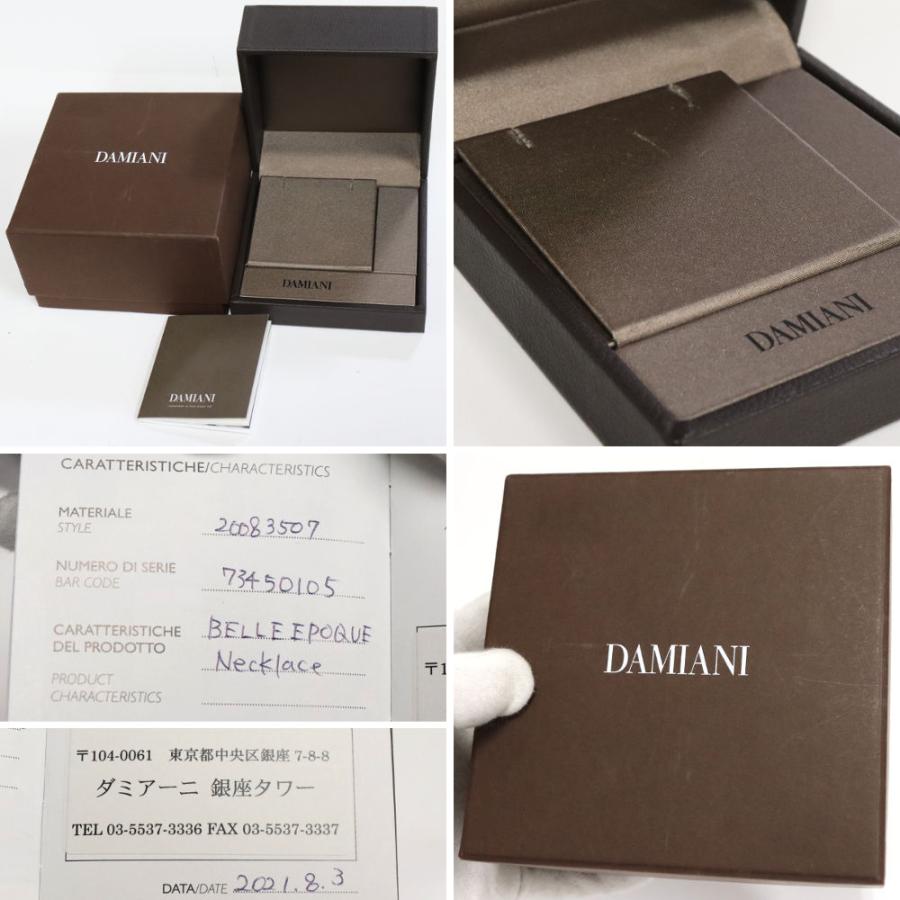 DAMIANI
DAMIANI
DAMIANI
DAMIANI
CARATTERISTICHE/CHARACTERISTICS
MATERIALE
STYLE
20083507
NUMERO DI SERIE
BAR CODE
73450105
CARATTERISTICHE
DEL PRODOTTO
BELLE EPOQUE
Necklace
PRODUCT
CHARACTERISTICS
〒1
DAMIANI
〒104-0061 東京都中央区銀座 7-8-8
ダミアーニ 銀座タワー
TEL 03-5537-3336 FAX 03-5537-3337
DATA/DATE 2021.8.3